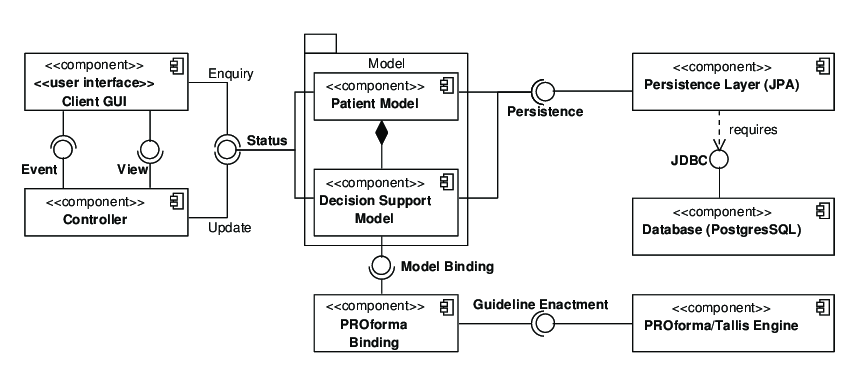 <<component>>
<<user interface>>
Client GUI
Enquiry
Event
View
Status
<<component>>
Controller
Update
Model
<<component>>
Patient Model
<<component>>
Decision Support
Model
Persistence
<<component>>
Persistence Layer (JPA)
requires
JDBC
<<component>>
Database (PostgresSQL)
Model Binding
<<component>>
PROforma
Binding
Guideline Enactment
<<component>>
PROforma/Tallis Engine